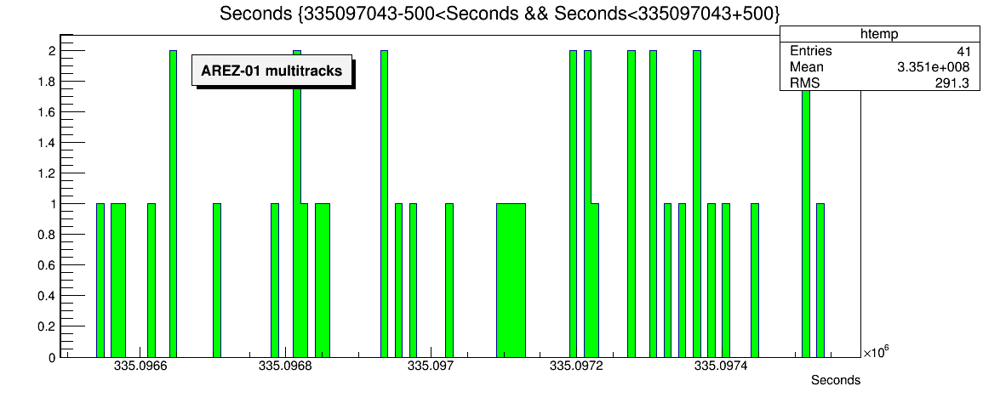 Seconds {335097043-500<Seconds && Seconds<335097043+500}
htemp
Entries 41
Mean 3.351e+008
RMS 291.3
AREZ-01 multitracks
2
1.8
1.6
1.4
1.2
1
0.8
0.6
0.4
0.2
0
335.0966 335.0968 335.097 335.0972 335.0974
×10^6
Seconds